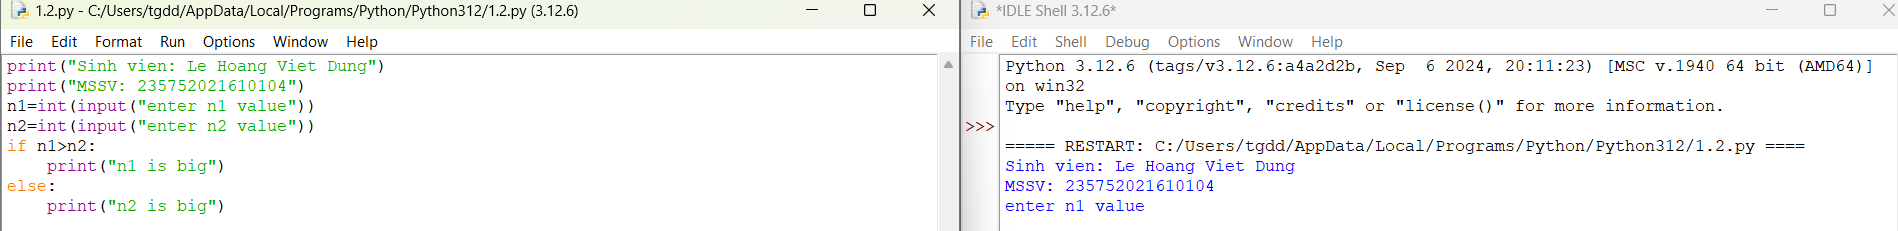 1.2.py - C:/Users/tgdd/AppData/Local/Programs/Python/Python312/1.2.py (3.12.6)
File Edit Format Run Options Window Help
print("Sinh vien: Le Hoang Viet Dung")
print("MSSV: 235752021610104")
n1=int(input("enter n1 value"))
n2=int(input("enter n2 value"))
if n1>n2:
    print("n1 is big")
else:
    print("n2 is big")
*IDLE Shell 3.12.6*
File Edit Shell Debug Options Window Help
Python 3.12.6 (tags/v3.12.6:a4a2d2b, Sep  6 2024, 20:11:23) [MSC v.1940 64 bit (AMD64)]
on win32
Type "help", "copyright", "credits" or "license()" for more information.
>>>
===== RESTART: C:/Users/tgdd/AppData/Local/Programs/Python/Python312/1.2.py ====
Sinh vien: Le Hoang Viet Dung
MSSV: 235752021610104
enter n1 value